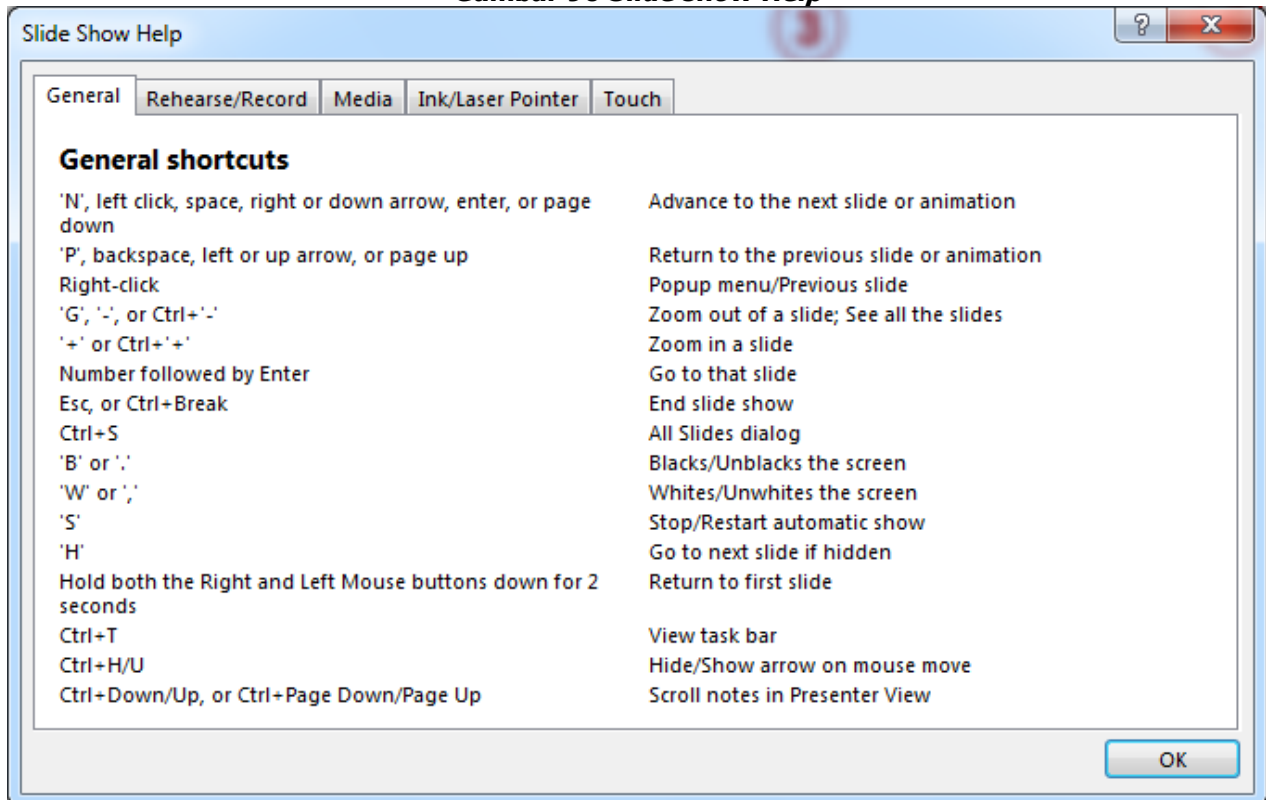 Gambar 96 Slide Show Help
Slide Show Help
3
?
X
General
Rehearse/Record
Media
Ink/Laser Pointer
Touch
General shortcuts
'N', left click, space, right or down arrow, enter, or page
down
Advance to the next slide or animation
'P', backspace, left or up arrow, or page up
Return to the previous slide or animation
Right-click
Popup menu/Previous slide
'G', '-', or Ctrl+'-'
Zoom out of a slide; See all the slides
'+' or Ctrl+'+'
Zoom in a slide
Number followed by Enter
Go to that slide
Esc, or Ctrl+Break
End slide show
Ctrl+S
All Slides dialog
'B' or '.'
Blacks/Unblacks the screen
'W' or ','
Whites/Unwhites the screen
'S'
Stop/Restart automatic show
'H'
Go to next slide if hidden
Hold both the Right and Left Mouse buttons down for 2
seconds
Return to first slide
Ctrl+T
View task bar
Ctrl+H/U
Hide/Show arrow on mouse move
Ctrl+Down/Up, or Ctrl+Page Down/Page Up
Scroll notes in Presenter View
OK